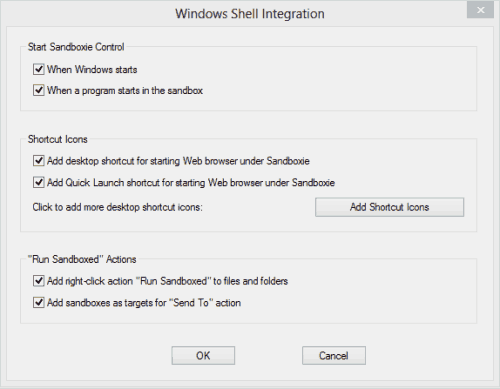 Windows Shell Integration
Start Sandboxie Control
When Windows starts
When a program starts in the sandbox
Shortcut Icons
Add desktop shortcut for starting Web browser under Sandboxie
Add Quick Launch shortcut for starting Web browser under Sandboxie
Click to add more desktop shortcut icons:
Add Shortcut Icons
"Run Sandboxed" Actions
Add right-click action "Run Sandboxed" to files and folders
Add sandboxes as targets for "Send To" action
OK
Cancel